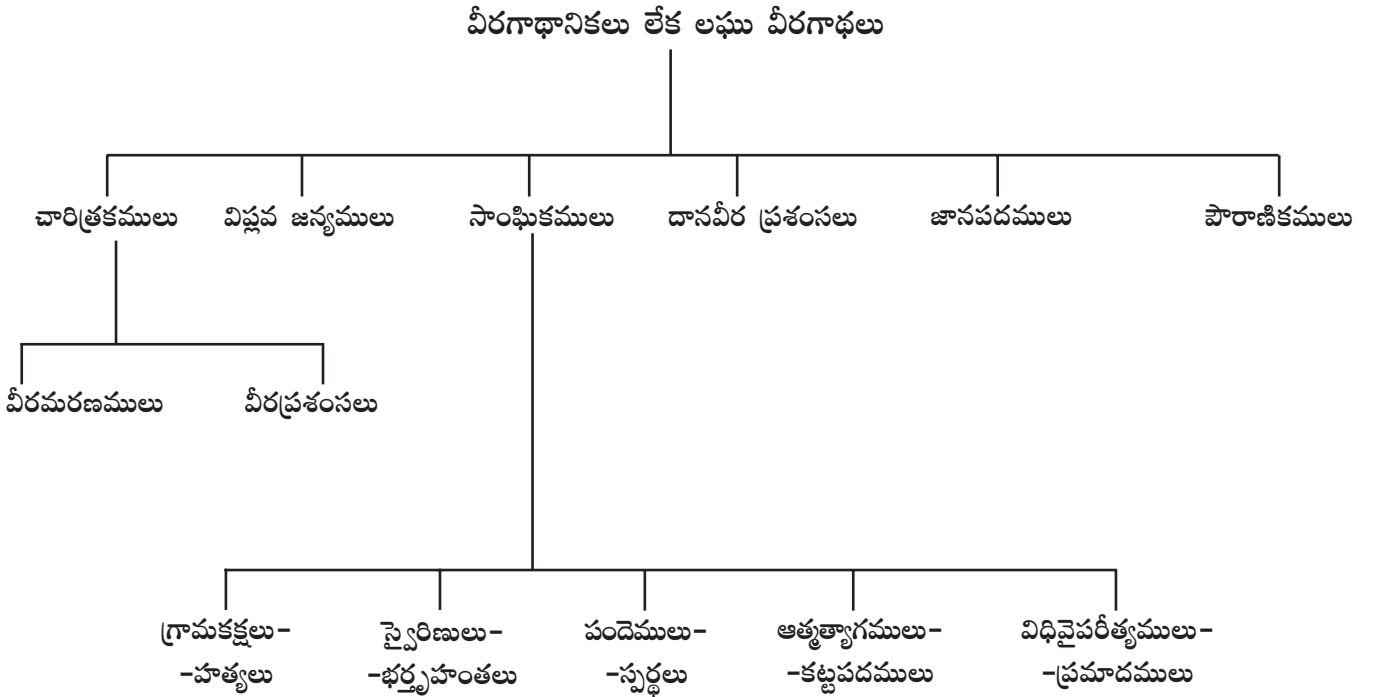 వీరగాథానికలు లేక లఘు వీరగాథలు
చారిత్రకములు విప్లవ జన్యములు సాంఘికములు దానవీర ప్రశంసలు జానపదములు పౌరాణికములు
వీరమరణములు వీరప్రశంసలు
గ్రామకక్షలు- స్వైరిణులు- పందెములు- ఆత్మత్యాగములు- విధివైపరీత్యములు-
-హత్యలు -భర్తృహంతలు -స్పర్థలు -కట్టపదములు -ప్రమాదములు